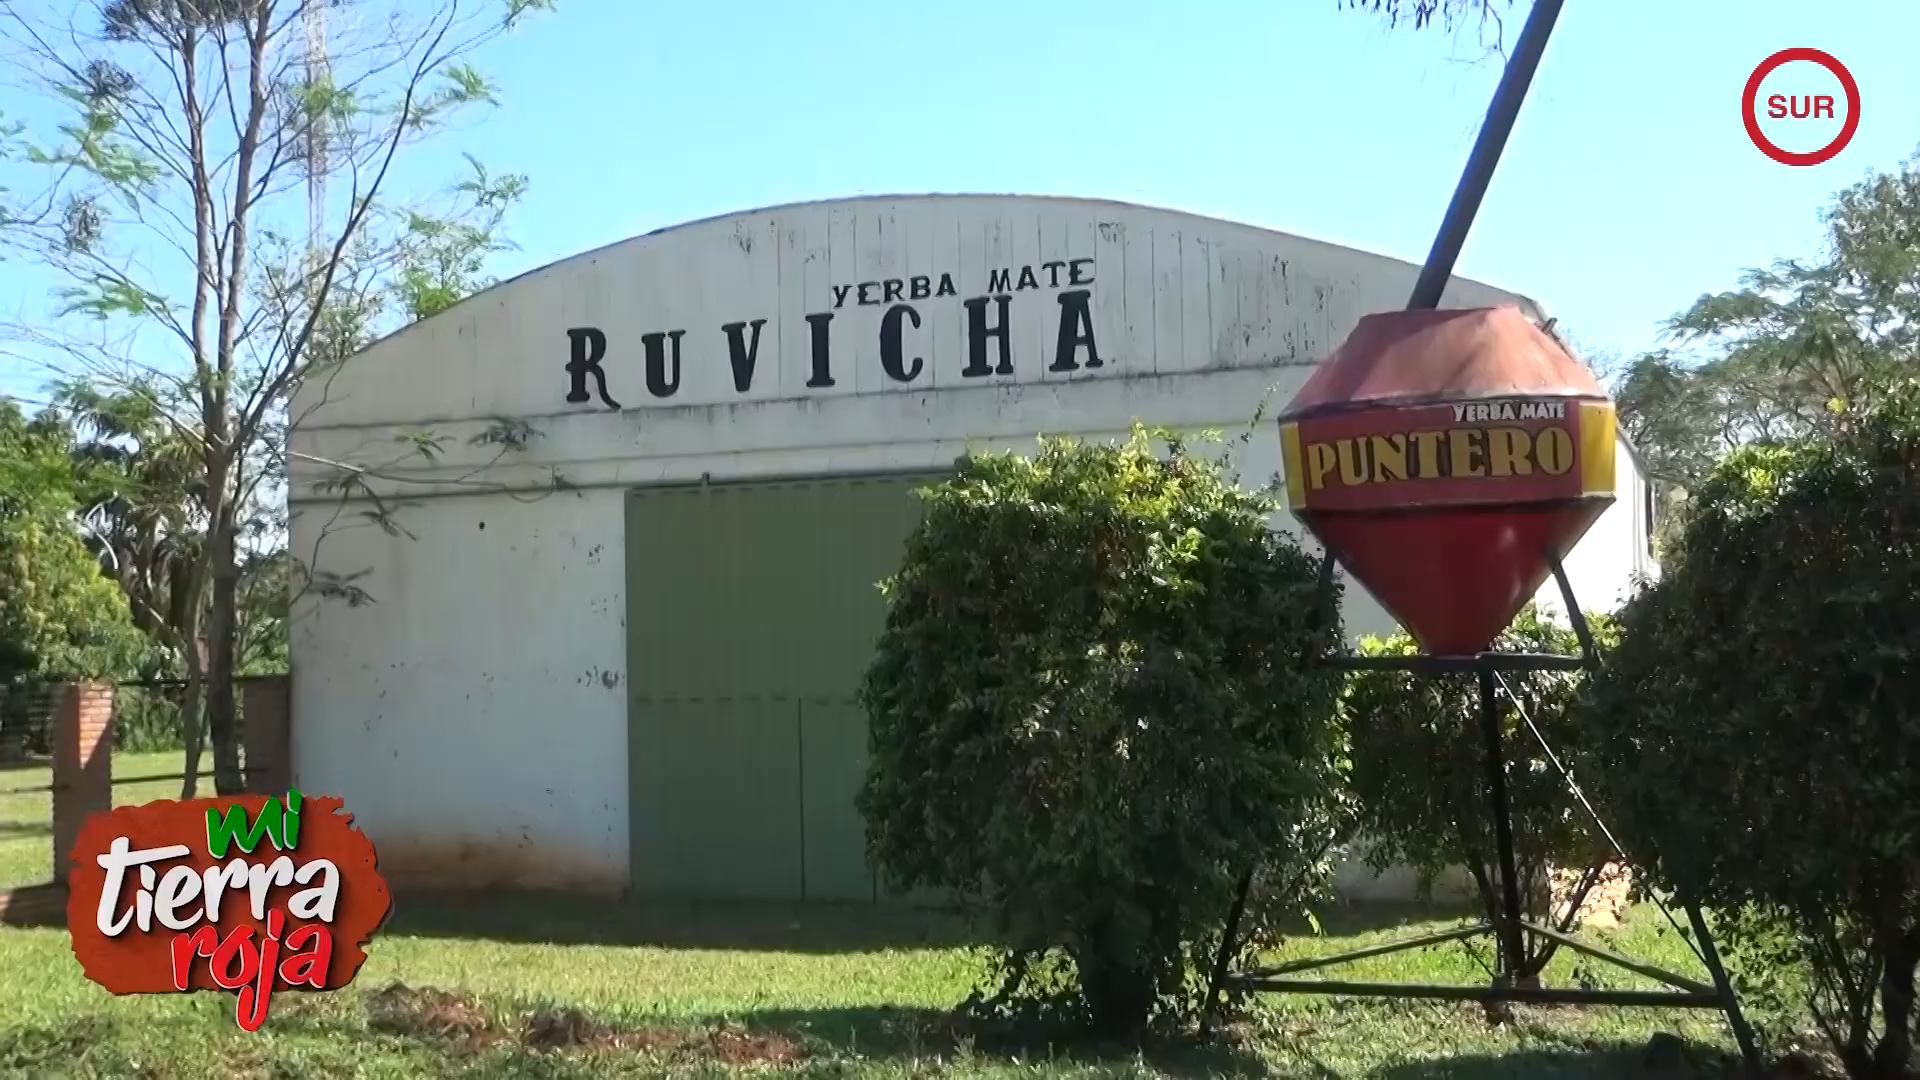 SUR
YERBA MATE
RUVICHA
YERBA MATE
PUNTERO
mi
tierra
roja